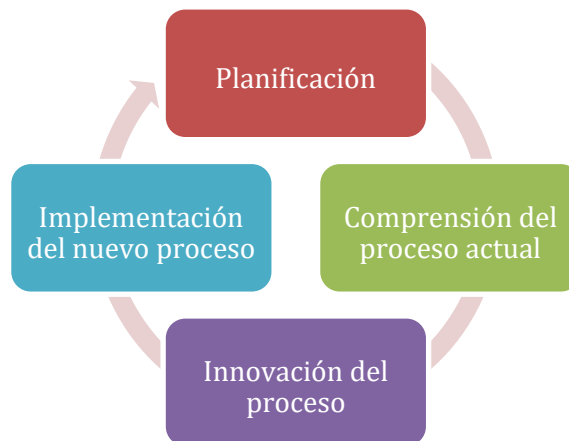 Planificación
Comprensión del
proceso actual
Innovación del
proceso
Implementación
del nuevo proceso